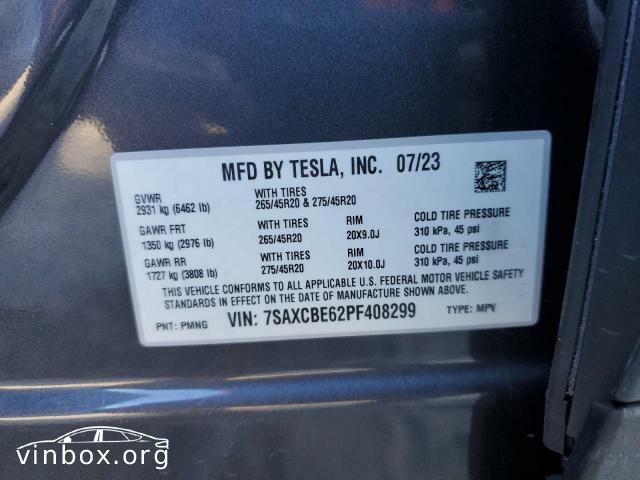 MFD BY TESLA, INC. 07/23
GVWR
2931 kg (6462 lb)
WITH TIRES
265/45R20 & 275/45R20
GAWR FRT
1350 kg (2976 lb)
WITH TIRES
265/45R20
RIM
20X9.0J
COLD TIRE PRESSURE
310 kPa, 45 psi
GAWR RR
1727 kg (3808 lb)
WITH TIRES
275/45R20
RIM
20X10.0J
COLD TIRE PRESSURE
310 kPa, 45 psi
THIS VEHICLE CONFORMS TO ALL APPLICABLE U.S. FEDERAL MOTOR VEHICLE SAFETY
STANDARDS IN EFFECT ON THE DATE OF MANUFACTURE SHOWN ABOVE.
PNT: PMNG
VIN: 7SAXCBE62PF408299
TYPE: MPV
vinbox.org